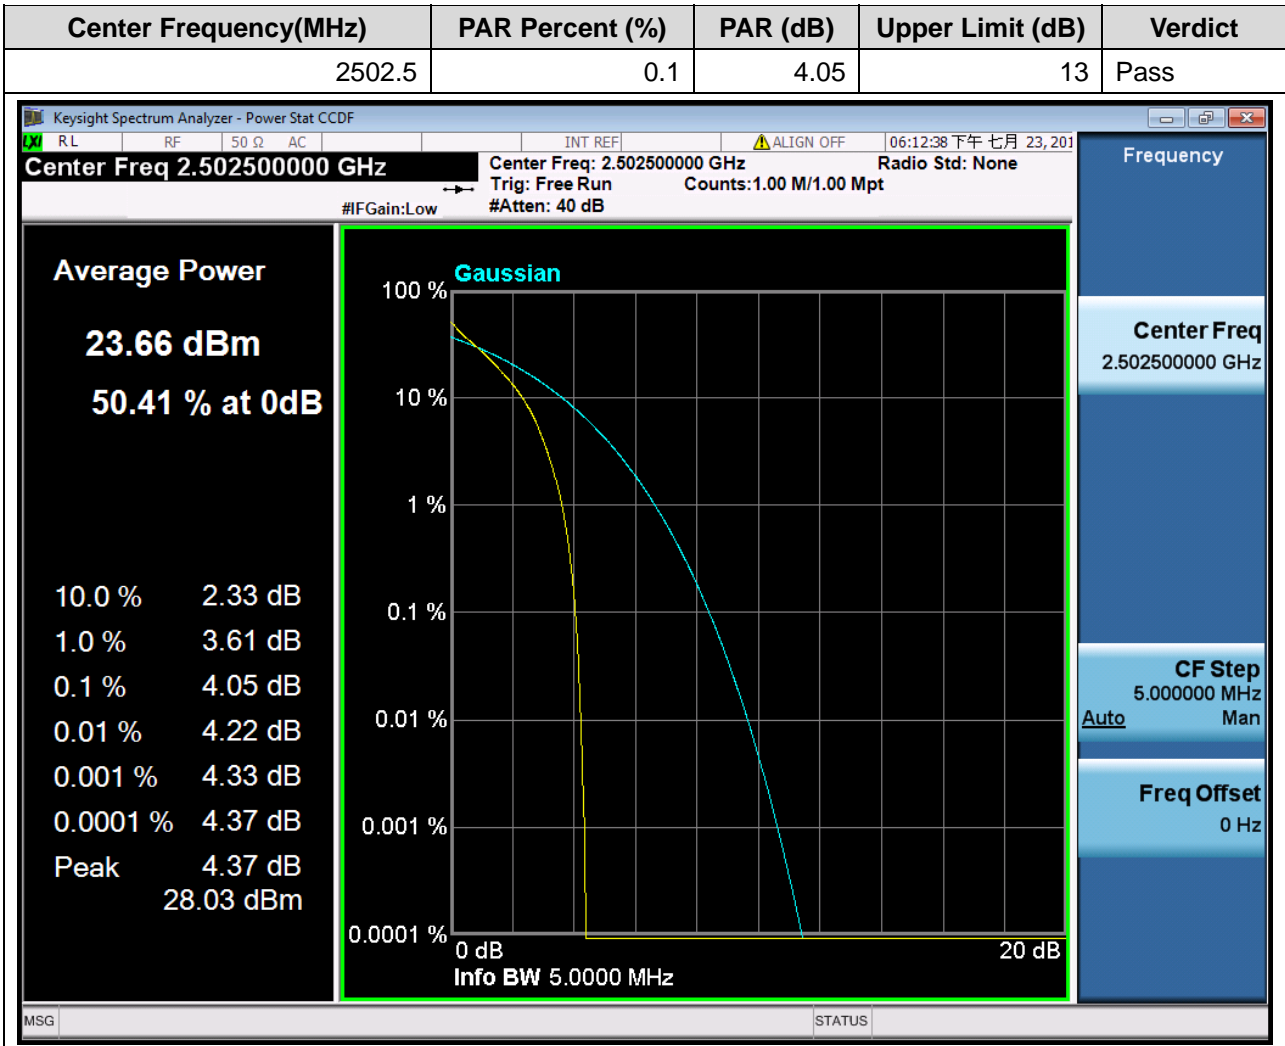 Center Frequency(MHz) PAR Percent (%) PAR (dB) Upper Limit (dB) Verdict
2502.5 0.1 4.05 13 Pass
Keysight Spectrum Analyzer - Power Stat CCDF
LXI RL RF 50 Ω AC INT REF ALIGN OFF 06:12:38 下午 七月 23, 201
Center Freq 2.502500000 GHz
Center Freq: 2.502500000 GHz Radio Std: None
Trig: Free Run Counts:1.00 M/1.00 Mpt
#IFGain:Low #Atten: 40 dB
Frequency
Average Power
23.66 dBm
50.41 % at 0dB
10.0 % 2.33 dB
1.0 % 3.61 dB
0.1 % 4.05 dB
0.01 % 4.22 dB
0.001 % 4.33 dB
0.0001 % 4.37 dB
Peak 4.37 dB
28.03 dBm
Gaussian
100 %
10 %
1 %
0.1 %
0.01 %
0.001 %
0.0001 %
0 dB 20 dB
Info BW 5.0000 MHz
Center Freq
2.502500000 GHz
CF Step
5.000000 MHz
Auto Man
Freq Offset
0 Hz
MSG STATUS